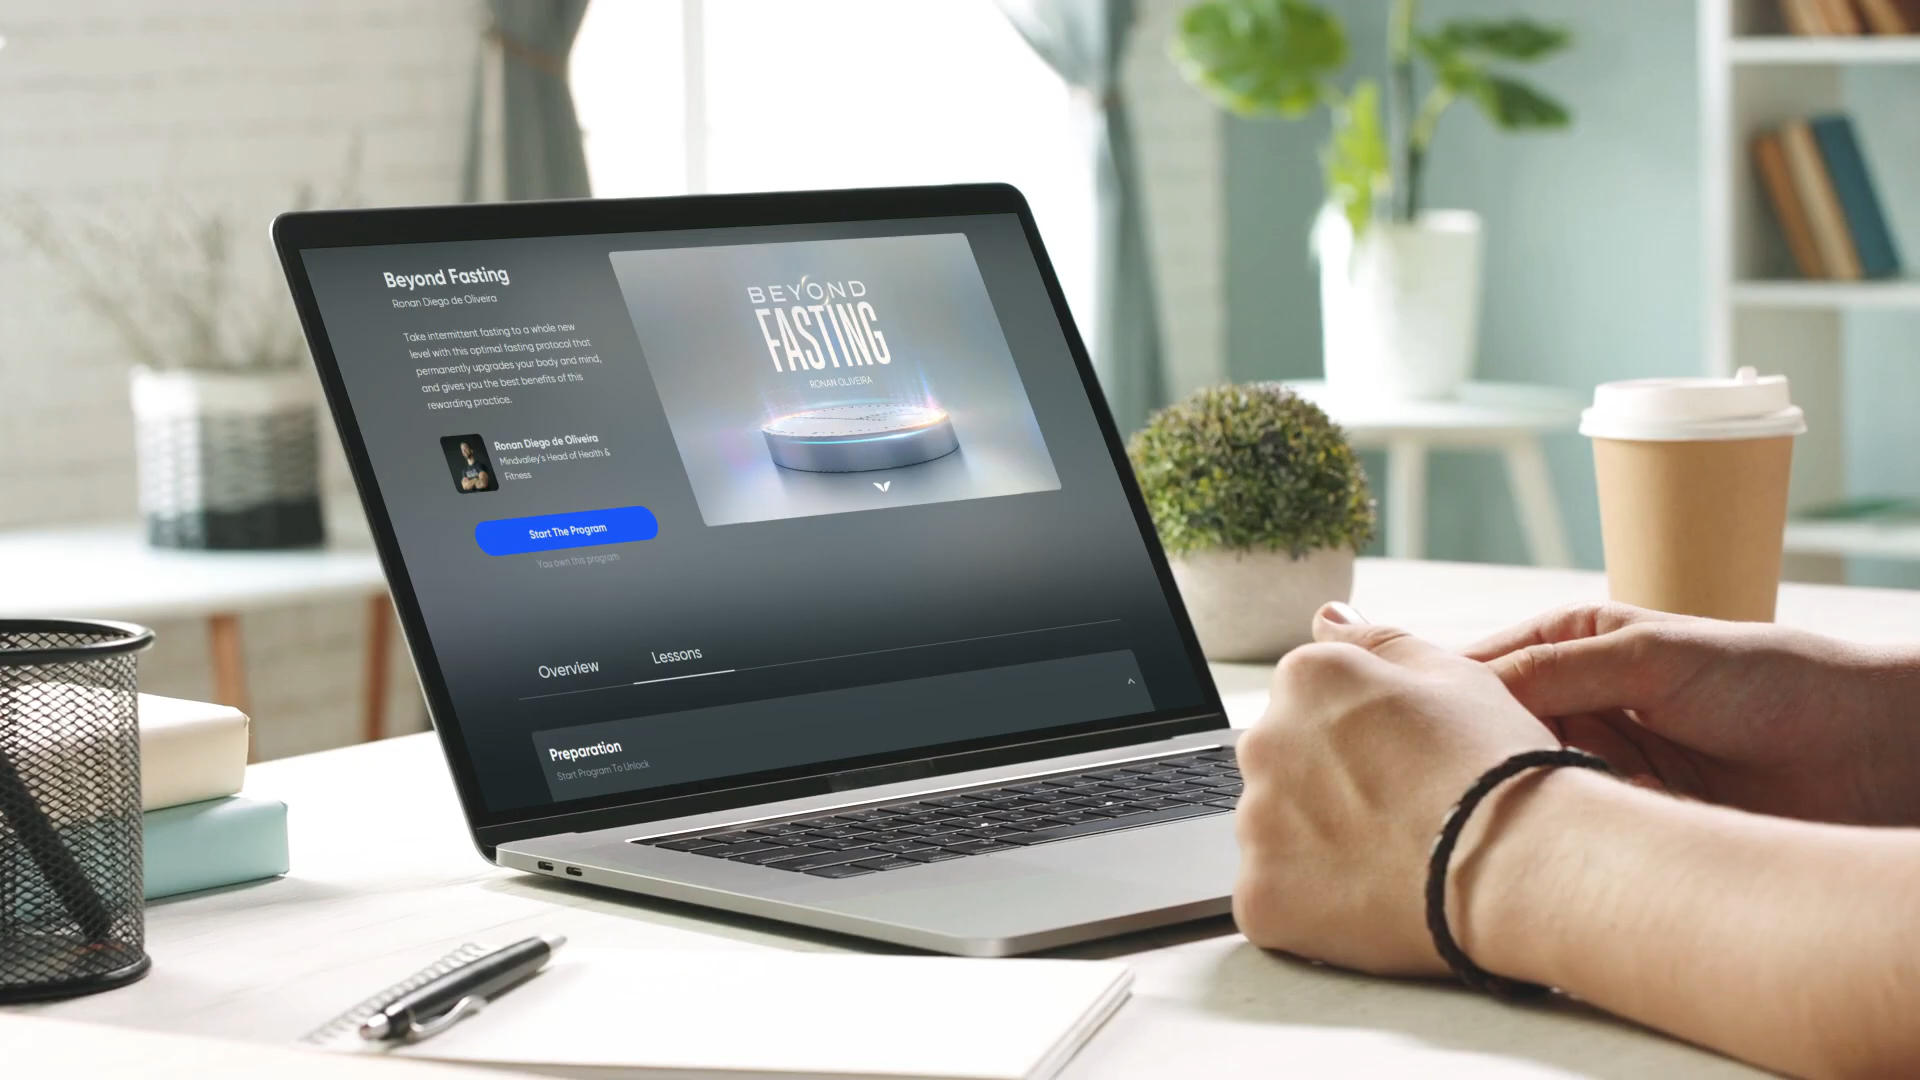 Beyond Fasting
Ronan Diego de Oliveira
Take intermittent fasting to a whole new
level with this optimal fasting protocol that
permanently upgrades your body and mind,
and gives you the best benefits of this
rewarding practice.
Ronan Diego de Oliveira
Mindvalley's Head of Health &
Fitness
Start The Program
You own this program
BEYOND
FASTING
RONAN OLIVEIRA
Overview
Lessons
Preparation
Start Program To Unlock